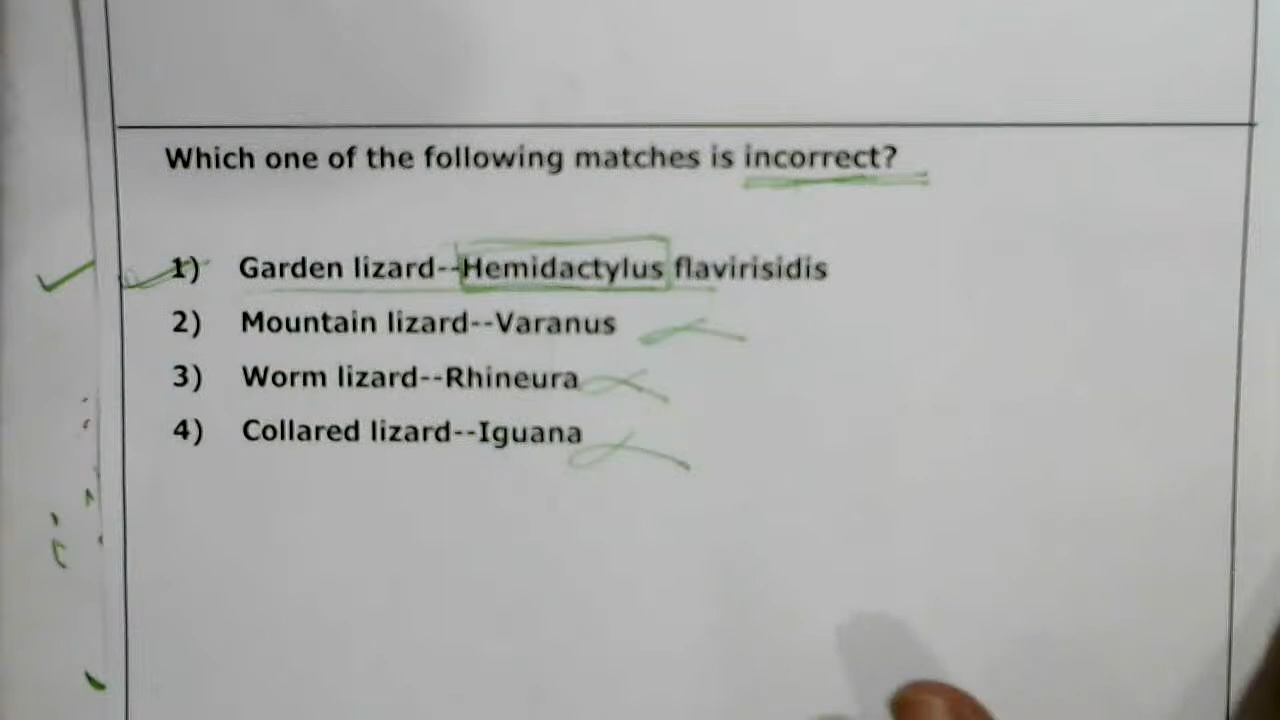 Which one of the following matches is incorrect?
1) Garden lizard--Hemidactylus flavirisidis
2) Mountain lizard--Varanus
3) Worm lizard--Rhineura
4) Collared lizard--Iguana